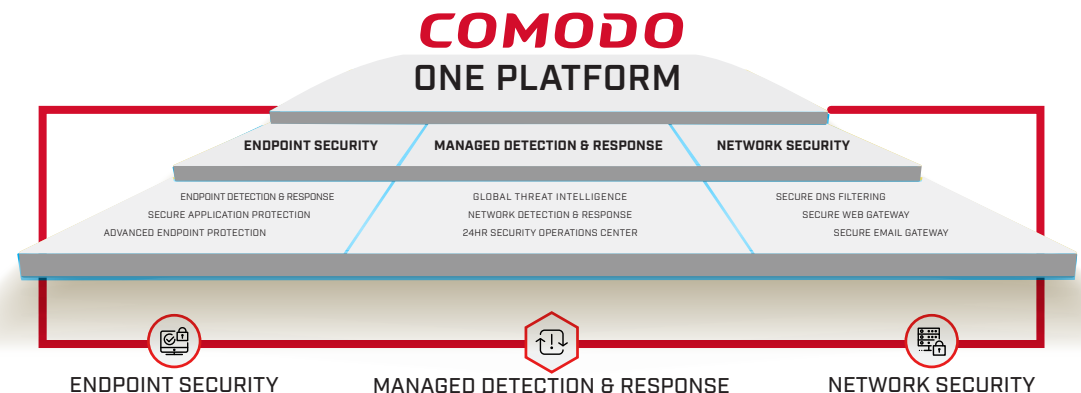 COMODO
ONE PLATFORM
ENDPOINT SECURITY
MANAGED DETECTION & RESPONSE
NETWORK SECURITY
ENDPOINT DETECTION & RESPONSE
SECURE APPLICATION PROTECTION
ADVANCED ENDPOINT PROTECTION
GLOBAL THREAT INTELLIGENCE
NETWORK DETECTION & RESPONSE
24HR SECURITY OPERATIONS CENTER
SECURE DNS FILTERING
SECURE WEB GATEWAY
SECURE EMAIL GATEWAY
ENDPOINT SECURITY
MANAGED DETECTION & RESPONSE
NETWORK SECURITY